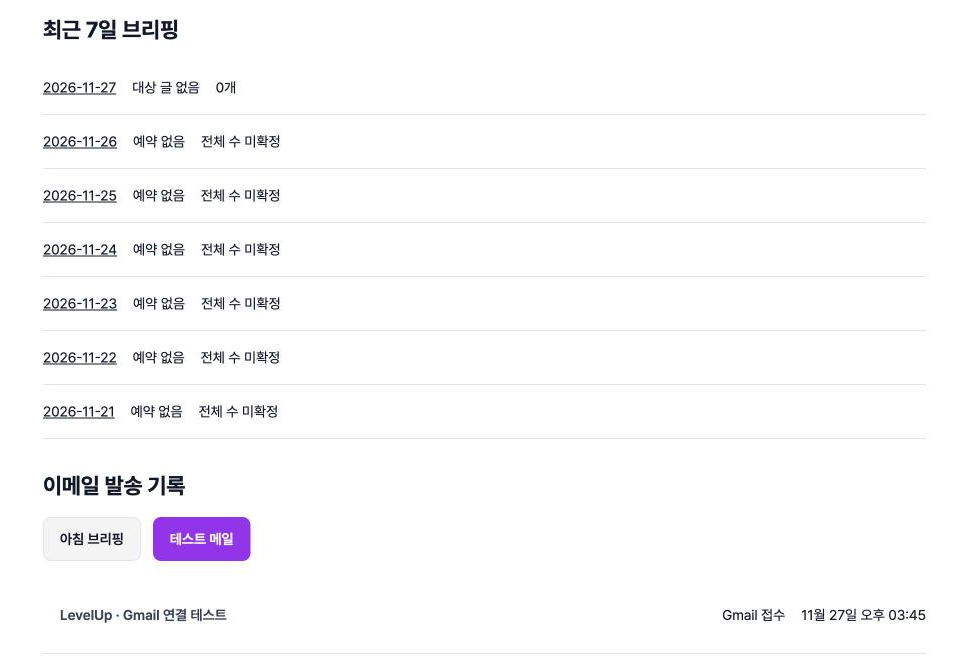 최근 7일 브리핑
2026-11-27 대상 글 없음 0개
2026-11-26 예약 없음 전체 수 미확정
2026-11-25 예약 없음 전체 수 미확정
2026-11-24 예약 없음 전체 수 미확정
2026-11-23 예약 없음 전체 수 미확정
2026-11-22 예약 없음 전체 수 미확정
2026-11-21 예약 없음 전체 수 미확정
이메일 발송 기록
아침 브리핑 테스트 메일
LevelUp · Gmail 연결 테스트 Gmail 접수 11월 27일 오후 03:45